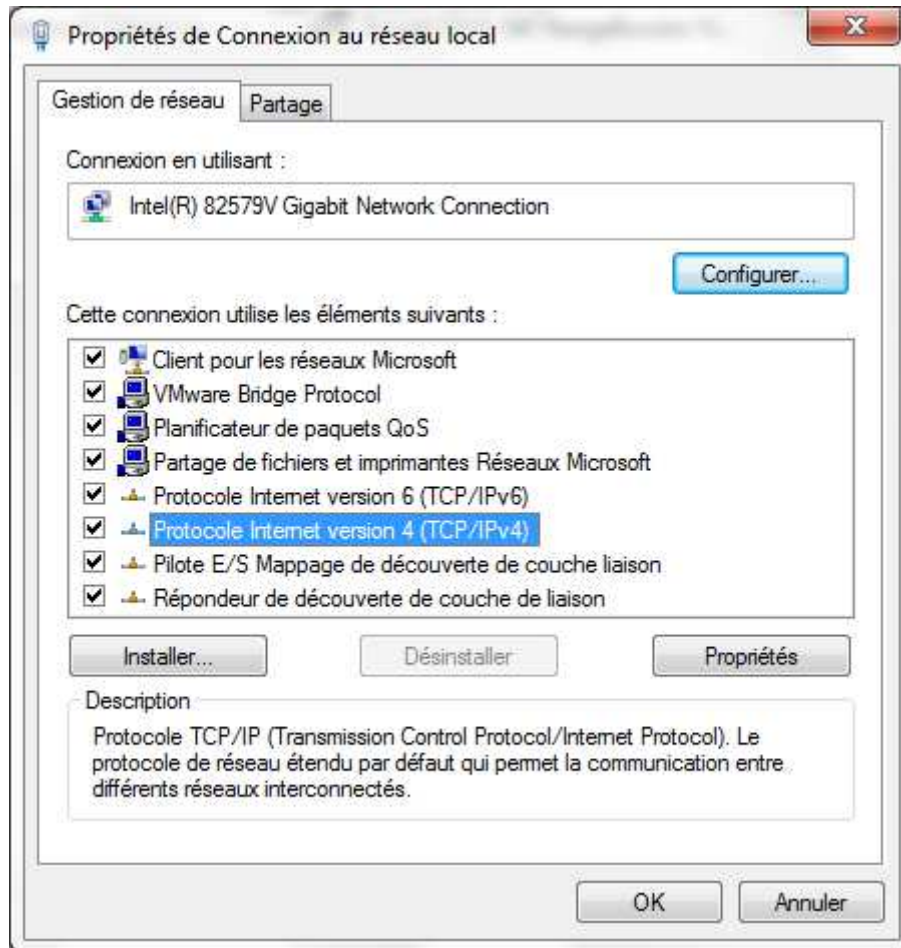 Propriétés de Connexion au réseau local
Gestion de réseau Partage
Connexion en utilisant :
Intel(R) 82579V Gigabit Network Connection
Configurer...
Cette connexion utilise les éléments suivants :
Client pour les réseaux Microsoft
VMware Bridge Protocol
Planificateur de paquets QoS
Partage de fichiers et imprimantes Réseaux Microsoft
Protocole Internet version 6 (TCP/IPv6)
Protocole Internet version 4 (TCP/IPv4)
Pilote E/S Mappage de découverte de couche liaison
Répondeur de découverte de couche de liaison
Installer... Désinstaller Propriétés
Description
Protocole TCP/IP (Transmission Control Protocol/Internet Protocol). Le
protocole de réseau étendu par défaut qui permet la communication entre
différents réseaux interconnectés.
OK Annuler